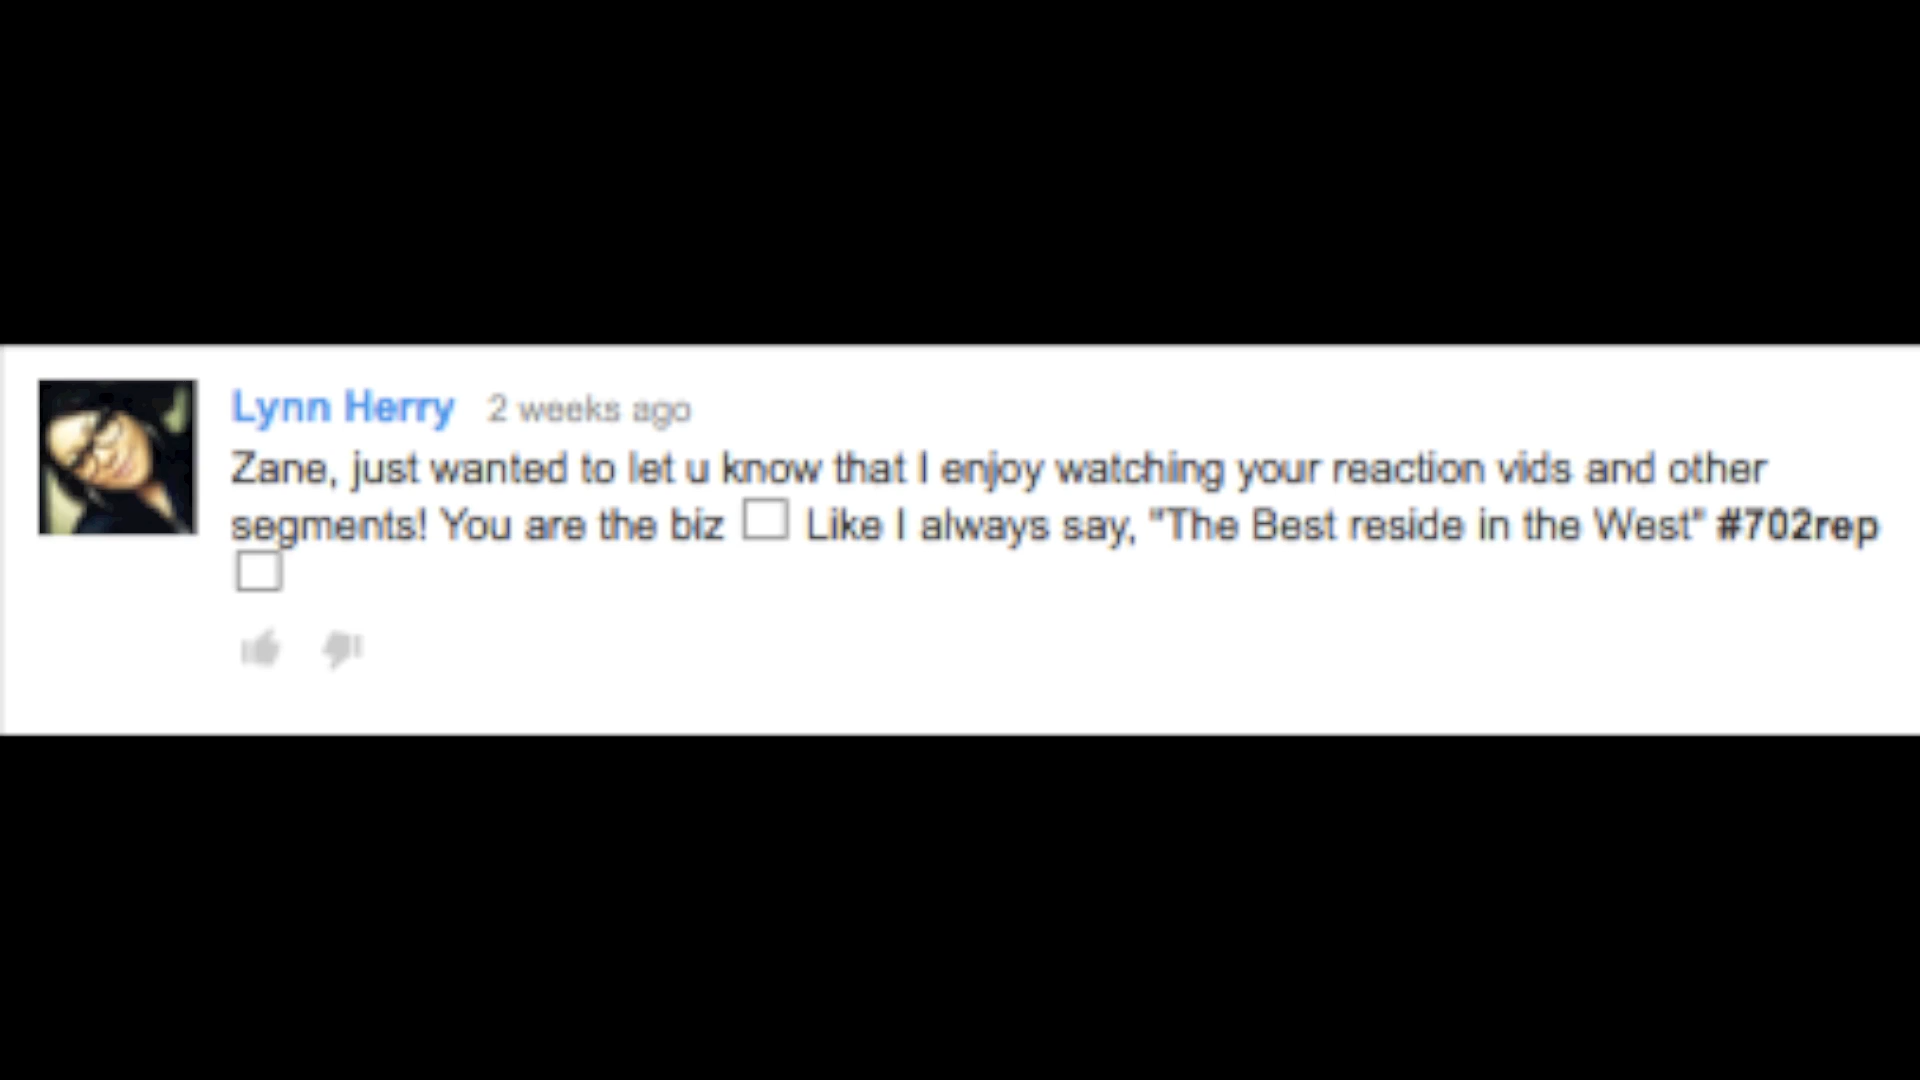 Lynn Herry 2 weeks ago
Zane, just wanted to let u know that I enjoy watching your reaction vids and other
segments! You are the biz □ Like I always say, "The Best reside in the West" #702rep
□